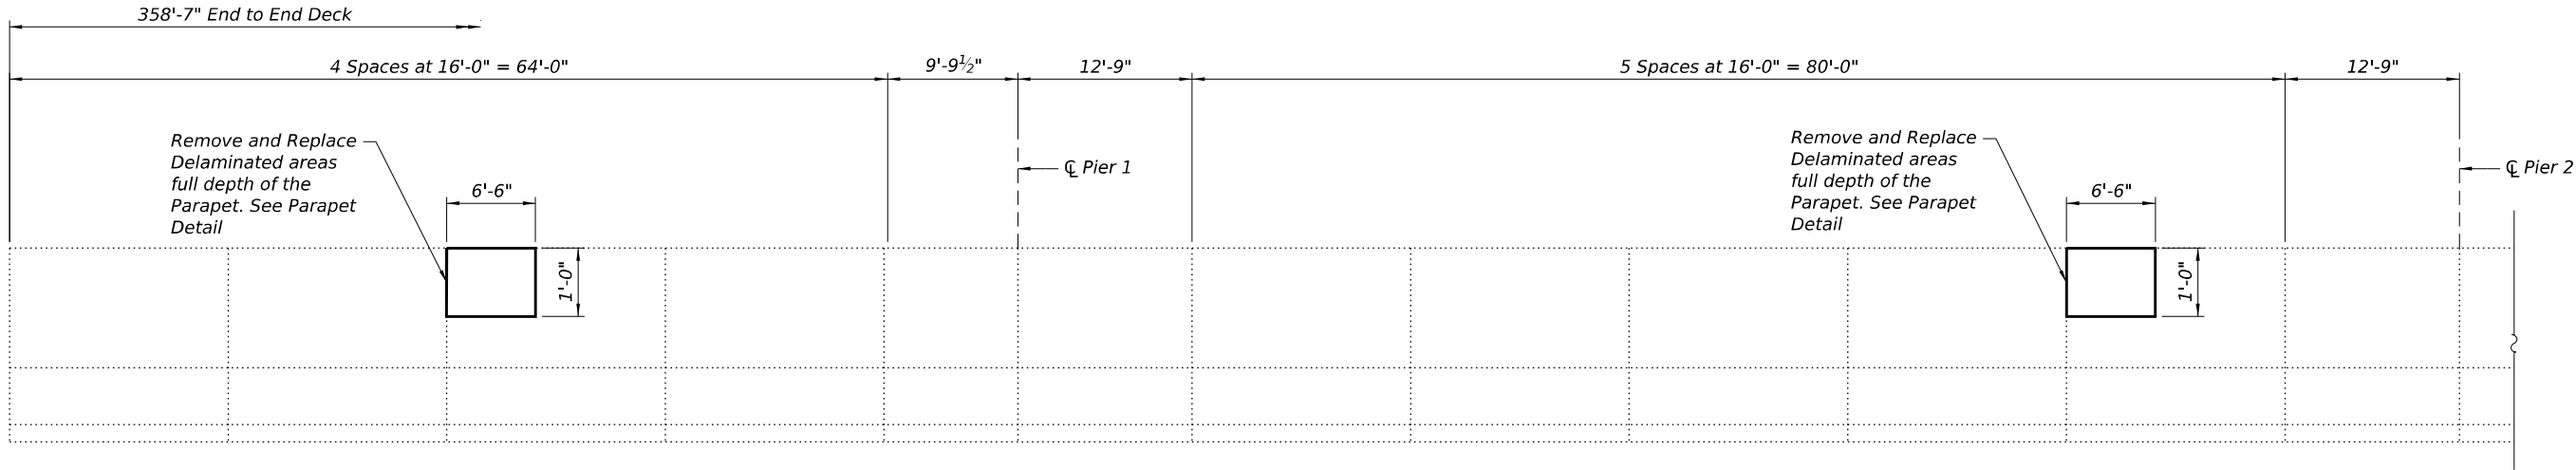 358'-7" End to End Deck
4 Spaces at 16'-0" = 64'-0"
9'-9½"
12'-9"
5 Spaces at 16'-0" = 80'-0"
12'-9"
Remove and Replace
Delaminated areas
full depth of the
Parapet. See Parapet
Detail
6'-6"
1'-0"
℄ Pier 1
Remove and Replace
Delaminated areas
full depth of the
Parapet. See Parapet
Detail
6'-6"
1'-0"
℄ Pier 2